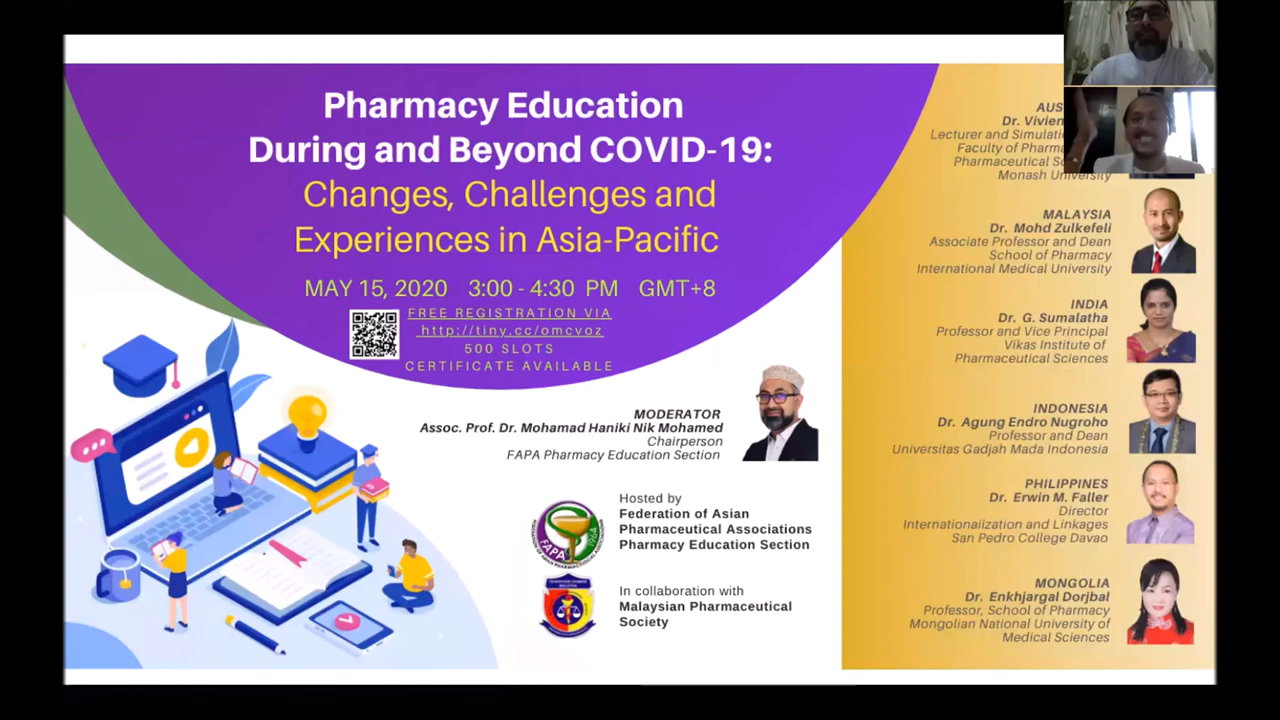 Pharmacy Education
During and Beyond COVID-19:
Changes, Challenges and
Experiences in Asia-Pacific
MAY 15, 2020 3:00 - 4:30 PM GMT+8
FREE REGISTRATION VIA
http://tiny.cc/omcvoz
500 SLOTS
CERTIFICATE AVAILABLE
MODERATOR
Assoc. Prof. Dr. Mohamad Haniki Nik Mohamed
Chairperson
FAPA Pharmacy Education Section
Hosted by
Federation of Asian
Pharmaceutical Associations
Pharmacy Education Section
FAPA
1964
In collaboration with
Malaysian Pharmaceutical
Society
Dr.
Lecturer and
Faculty of
Pharmaceutical
Monash University
MALAYSIA
Dr. Mohd Zulkefeli
Associate Professor and Dean
School of Pharmacy
International Medical University
INDIA
Dr. G. Sumalatha
Professor and Vice Principal
Vikas Institute of
Pharmaceutical Sciences
INDONESIA
Dr. Agung Endro Nugroho
Professor and Dean
Universitas Gadjah Mada Indonesia
PHILIPPINES
Dr. Erwin M. Faller
Director
Internationalization and Linkages
San Pedro College Davao
MONGOLIA
Dr. Enkhjargal Dorjbal
Professor, School of Pharmacy
Mongolian National University of
Medical Sciences